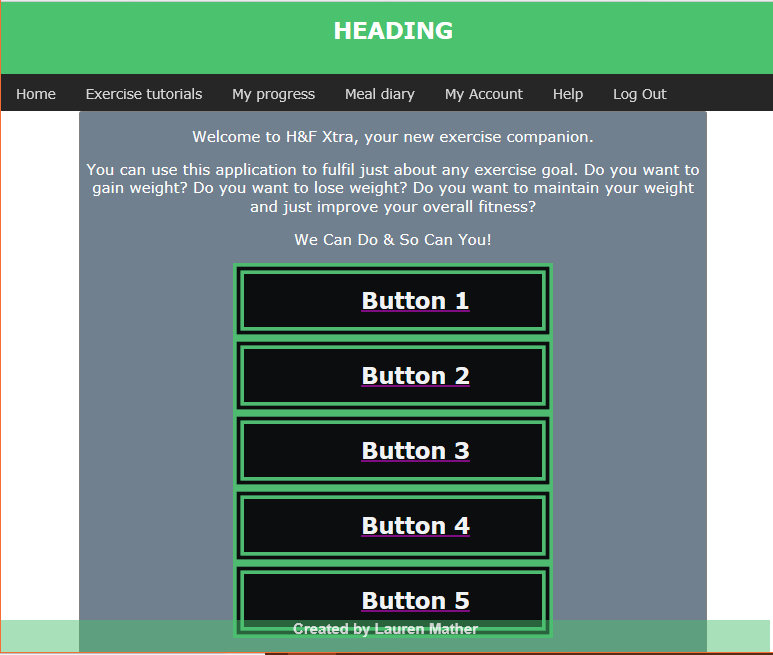 HEADING
Home Exercise tutorials My progress Meal diary My Account Help Log Out
Welcome to H&F Xtra, your new exercise companion.
You can use this application to fulfil just about any exercise goal. Do you want to
gain weight? Do you want to lose weight? Do you want to maintain your weight
and just improve your overall fitness?
We Can Do & So Can You!
Button 1
Button 2
Button 3
Button 4
Button 5
Created by Lauren Mather